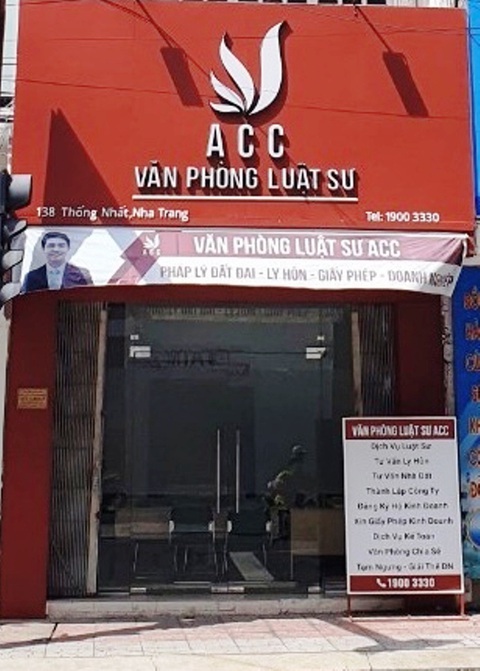 ACC
VĂN PHÒNG LUẬT SƯ
138 Thống Nhất,Nha Trang
Tel: 1900 3330
ACC
VĂN PHÒNG LUẬT SƯ ACC
PHÁP LÝ ĐẤT ĐAI - LY HÔN - GIẤY PHÉP - DOANH NGHIỆP
VĂN PHÒNG LUẬT SƯ ACC
Dịch Vụ Luật Sư
Tư Vấn Ly Hôn
Tư Vấn Nhà Đất
Thành Lập Công Ty
Đăng Ký Hộ Kinh Doanh
Xin Giấy Phép Kinh Doanh
Dịch Vụ Kế Toán
Văn Phòng Chia Sẻ
Tạm Ngưng - Giải Thể DN
1900 3330